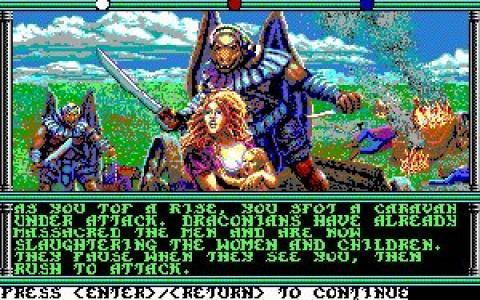 AS YOU TOP A RISE, YOU SPOT A CARAVAN
UNDER ATTACK. DRACONIANS HAVE ALREADY
MASSACRED THE MEN AND ARE NOW
SLAUGHTERING THE WOMEN AND CHILDREN.
THEY PAUSE WHEN THEY SEE YOU, THEN
RUSH TO ATTACK.
PRESS <ENTER>/<RETURN> TO CONTINUE